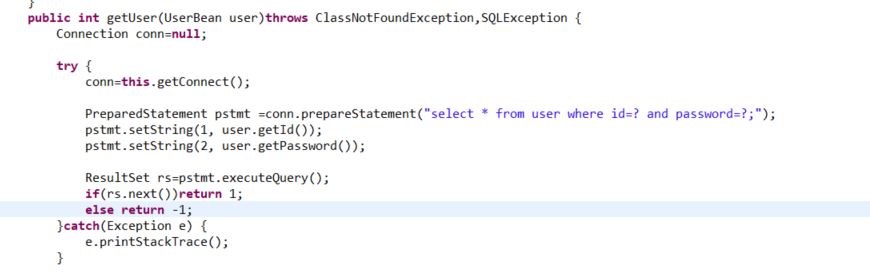 }
public int getUser(UserBean user)throws ClassNotFoundException,SQLException {
Connection conn=null;
try {
conn=this.getConnect();
PreparedStatement pstmt =conn.prepareStatement("select * from user where id=? and password=?;");
pstmt.setString(1, user.getId());
pstmt.setString(2, user.getPassword());
ResultSet rs=pstmt.executeQuery();
if(rs.next())return 1;
else return -1;
}catch(Exception e) {
e.printStackTrace();
}